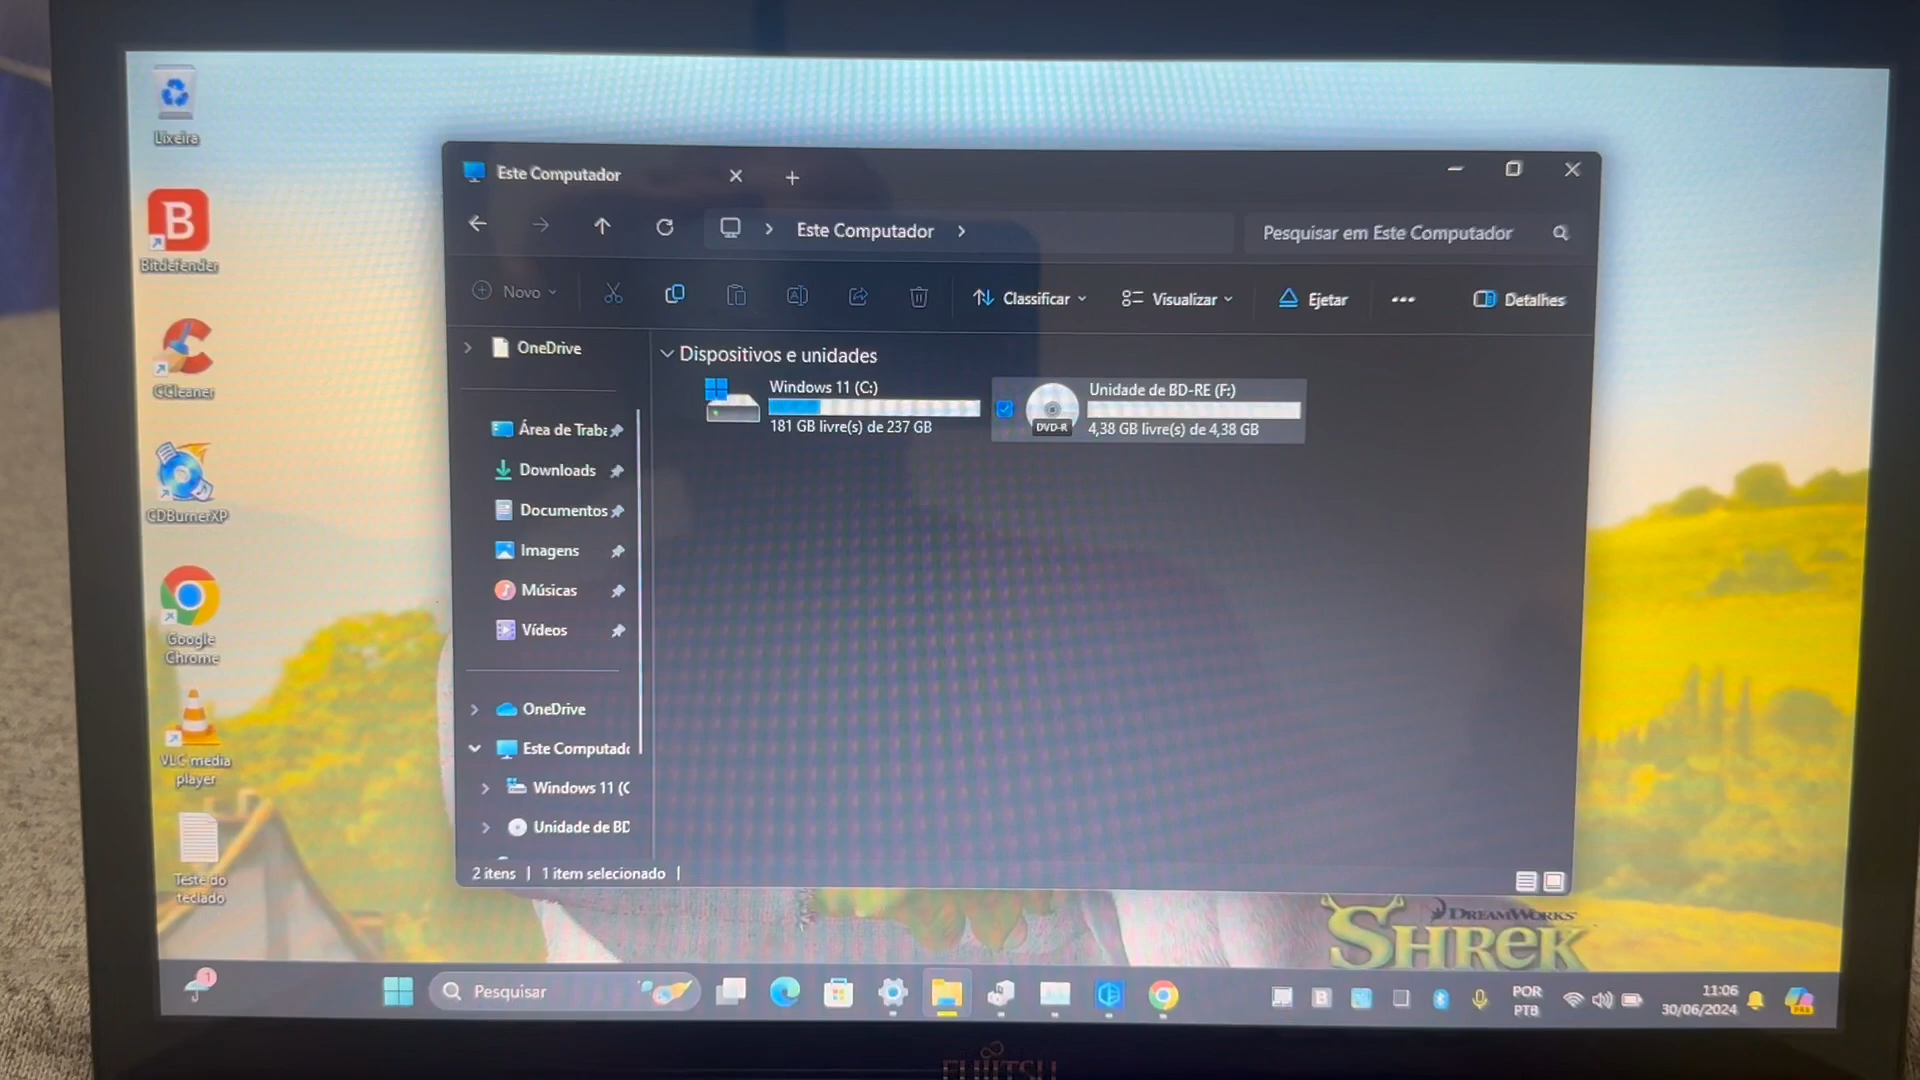 Lixeira
Bitdefender
CCleaner
CDBurnerXP
Google
Chrome
VLC media
player
Teste do
teclado
Este Computador
Este Computador
Pesquisar em Este Computador
Novo
Classificar
Visualizar
Ejetar
Detalhes
OneDrive
Área de Traba
Downloads
Documentos
Imagens
Músicas
Vídeos
OneDrive
Este Computado
Windows 11 (C
Unidade de BD
Dispositivos e unidades
Windows 11 (C:)
181 GB livre(s) de 237 GB
Unidade de BD-RE (F:)
DVD-R
4,38 GB livre(s) de 4,38 GB
2 itens | 1 item selecionado |
DREAMWORKS
SHREK
1
Pesquisar
POR
PTB
11:06
30/06/2024
FUJITSU